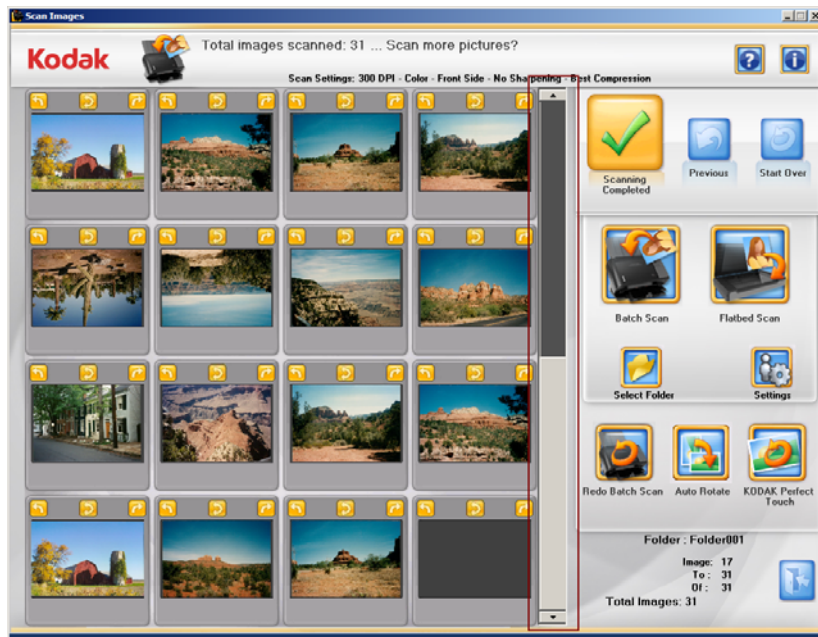 Scan Images
Kodak
Total images scanned: 31 ... Scan more pictures?
Scan Settings: 300 DPI - Color - Front Side - No Sharpening - Best Compression
Scanning
Completed
Previous
Start Over
Batch Scan
Flatbed Scan
Select Folder
Settings
Redo Batch Scan
Auto Rotate
KODAK Perfect
Touch
Folder : Folder001
Image: 17
To : 31
Of : 31
Total Images: 31